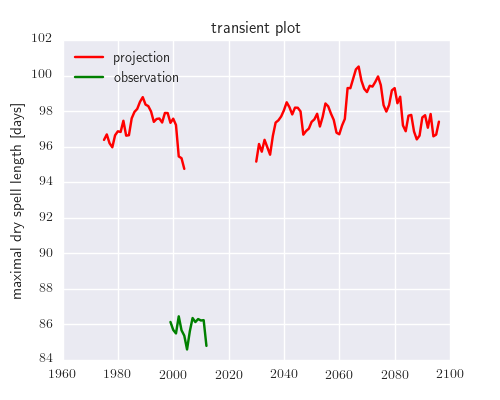 transient plot
projection
observation
maximal dry spell length [days]
102
100
98
96
94
92
90
88
86
84
1960 1980 2000 2020 2040 2060 2080 2100